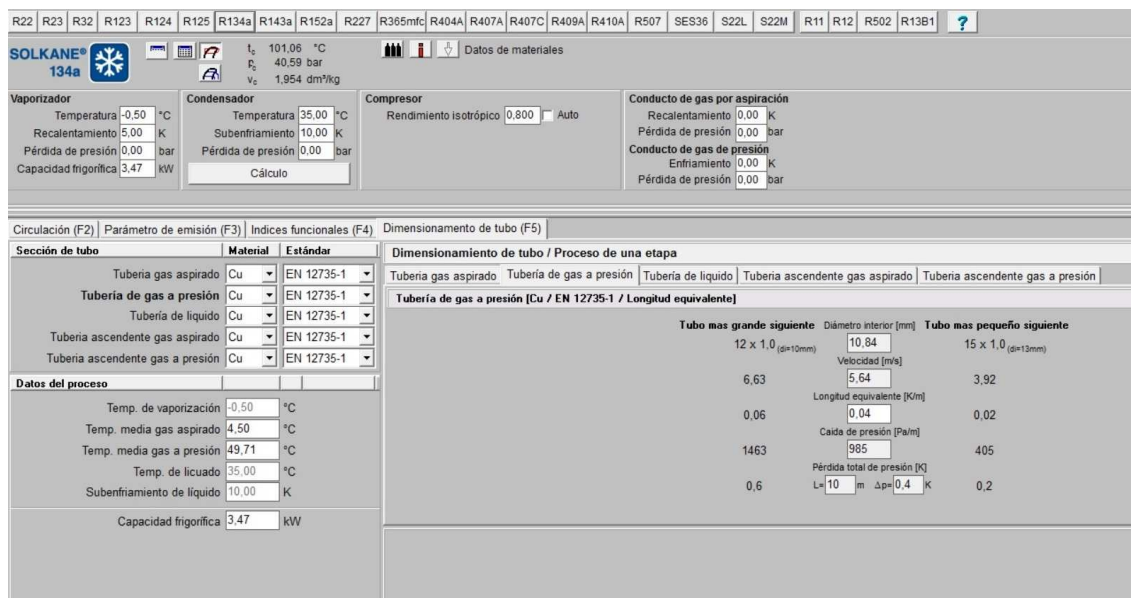 R22 R23 R32 R123 R124 R125 R134a R143a R152a R227 R365mfc R404A R407A R407C R409A R410A R507 SES36 S22L S22M R11 R12 R502 R13B1 ?
SOLKANE®
134a
tc 101,06 °C
pc 40,59 bar
vc 1,954 dm³/kg
Datos de materiales
Vaporizador
Temperatura -0,50 °C
Recalentamiento 5,00 K
Pérdida de presión 0,00 bar
Capacidad frigorífica 3,47 kW
Condensador
Temperatura 35,00 °C
Subenfriamiento 10,00 K
Pérdida de presión 0,00 bar
Cálculo
Compresor
Rendimiento isotrópico 0,800 Auto
Conducto de gas por aspiración
Recalentamiento 0,00 K
Pérdida de presión 0,00 bar
Conducto de gas de presión
Enfriamiento 0,00 K
Pérdida de presión 0,00 bar
Circulación (F2) Parámetro de emisión (F3) Indices funcionales (F4) Dimensionamento de tubo (F5)
Sección de tubo Material Estándar
Tuberia gas aspirado Cu EN 12735-1
Tubería de gas a presión Cu EN 12735-1
Tubería de liquido Cu EN 12735-1
Tuberia ascendente gas aspirado Cu EN 12735-1
Tuberia ascendente gas a presión Cu EN 12735-1
Datos del proceso
Temp. de vaporización -0,50 °C
Temp. media gas aspirado 4,50 °C
Temp. media gas a presión 49,71 °C
Temp. de licuado 35,00 °C
Subenfriamiento de líquido 10,00 K
Capacidad frigorífica 3,47 kW
Dimensionamiento de tubo / Proceso de una etapa
Tuberia gas aspirado Tubería de gas a presión Tubería de liquido Tuberia ascendente gas aspirado Tuberia ascendente gas a presión
Tubería de gas a presión [Cu / EN 12735-1 / Longitud equivalente]
Tubo mas grande siguiente Diámetro interior [mm] Tubo mas pequeño siguiente
12 x 1,0 (di=10mm) 10,84 15 x 1,0 (di=13mm)
Velocidad [m/s]
6,63 5,64 3,92
Longitud equivalente [K/m]
0,06 0,04 0,02
Caida de presión [Pa/m]
1463 985 405
Pérdida total de presión [K]
0,6 L= 10 m Δp= 0,4 K 0,2